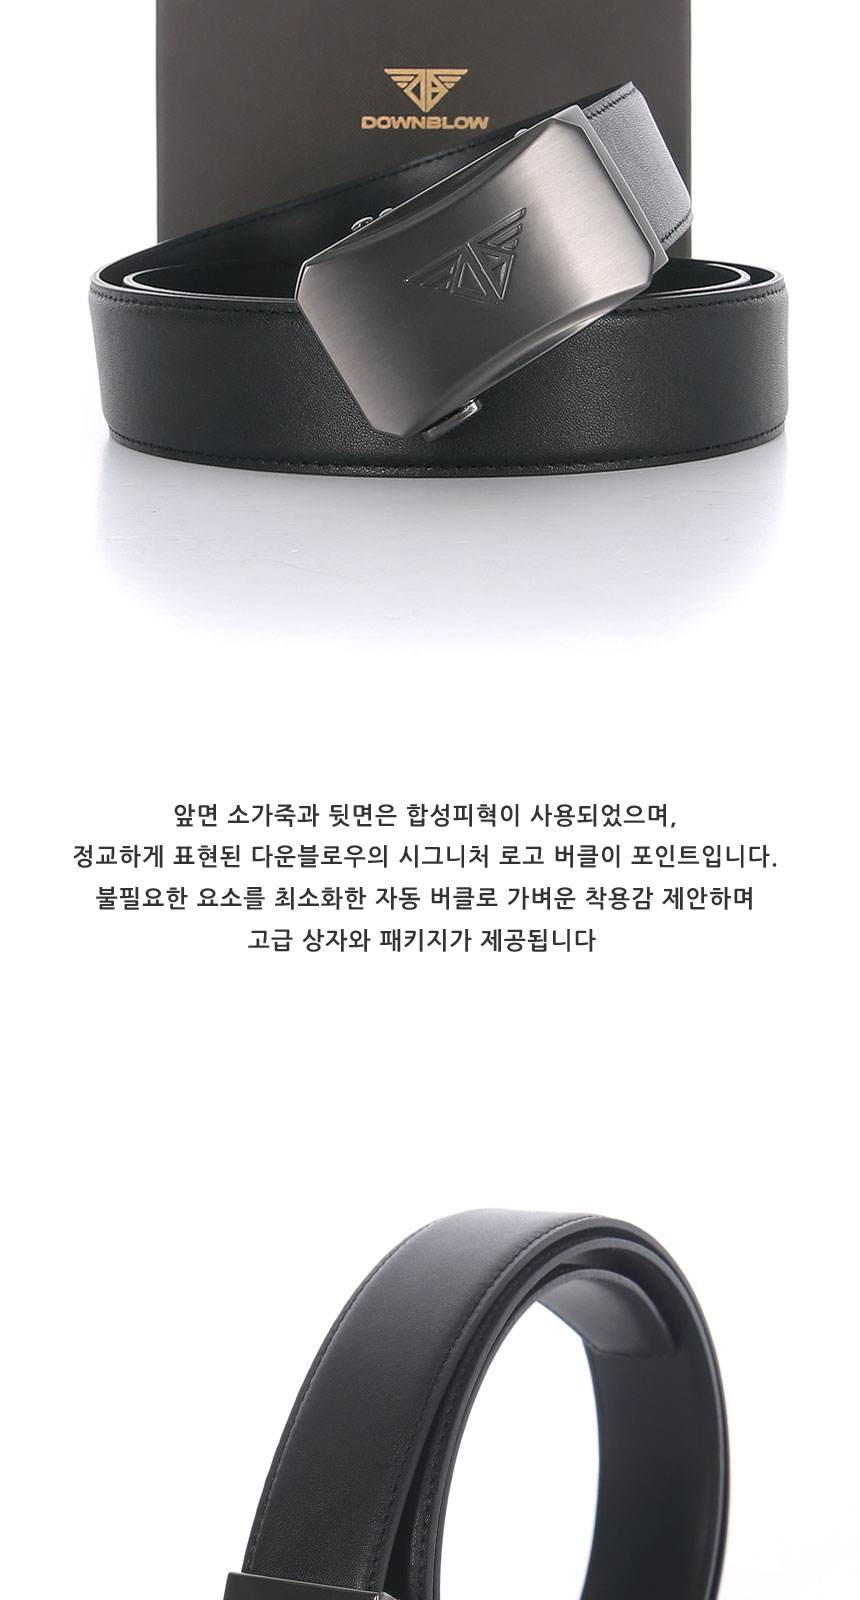 DOWNBLOW
앞면 소가죽과 뒷면은 합성피혁이 사용되었으며,
정교하게 표현된 다운블로우의 시그니처 로고 버클이 포인트입니다.
불필요한 요소를 최소화한 자동 버클로 가벼운 착용감 제안하며
고급 상자와 패키지가 제공됩니다